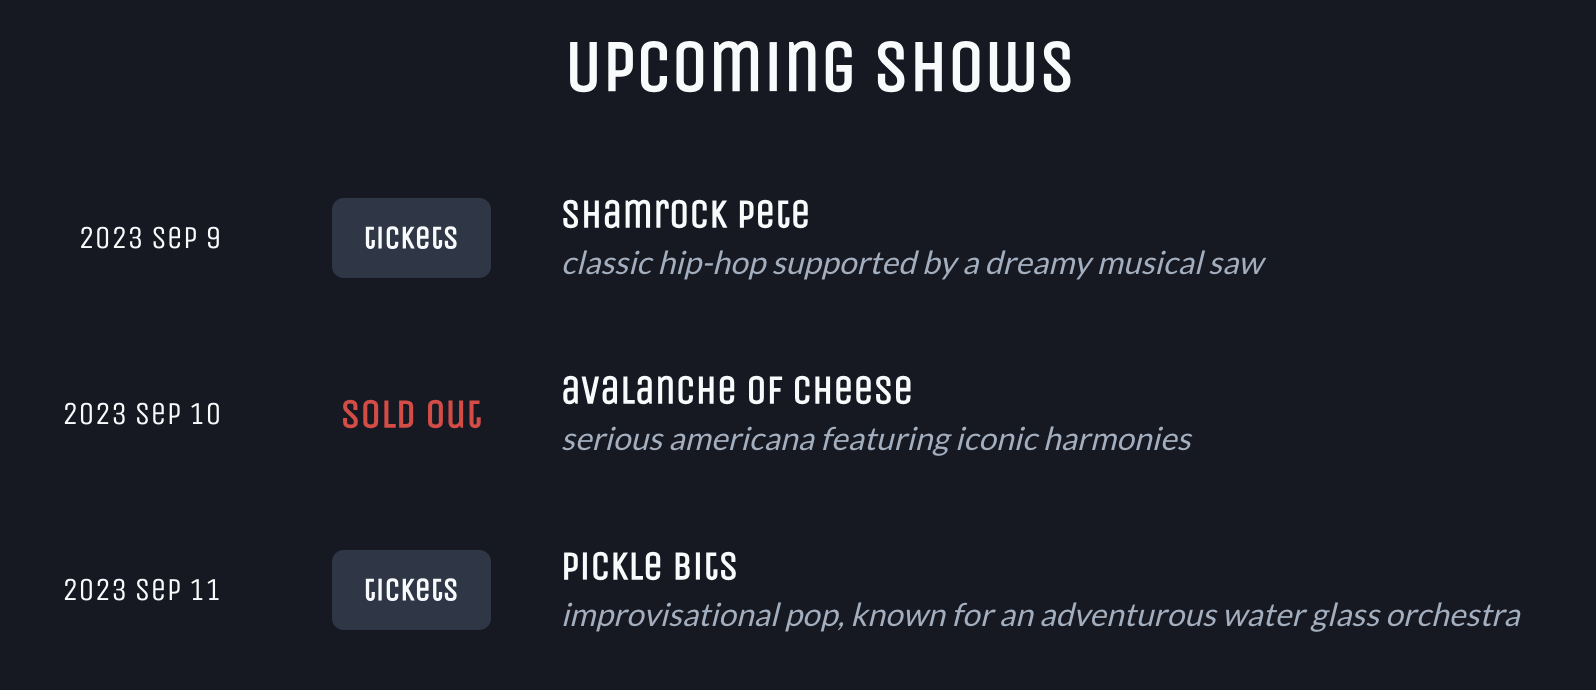 UPCOMING SHOWS
2023 Sep 9
tickets
Shamrock Pete
classic hip-hop supported by a dreamy musical saw
2023 Sep 10
Sold Out
Avalanche of Cheese
serious americana featuring iconic harmonies
2023 Sep 11
tickets
Pickle Bits
improvisational pop, known for an adventurous water glass orchestra